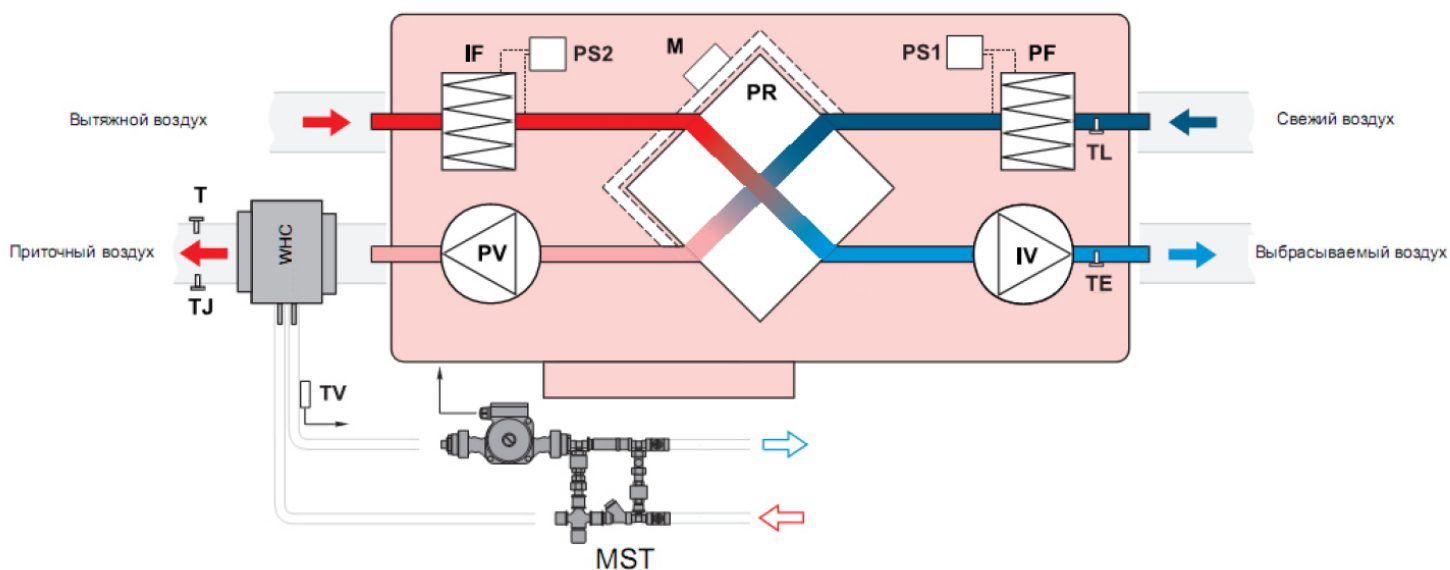 IF
PS2
M
PS1
PF
PR
Вытяжной воздух
Свежий воздух
TL
T
WHC
Приточный воздух
PV
IV
Выбрасываемый воздух
TJ
TE
TV
MST